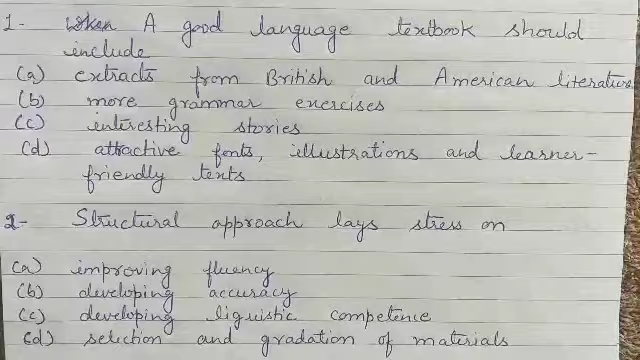 1- When A good language textbook should
include
(a) extracts from British and American literature
(b) more grammar exercises
(c) interesting stories
(d) attractive fonts, illustrations and learner-
friendly texts
2- Structural approach lays stress on
(a) improving fluency
(b) developing accuracy
(c) developing liguistic competence
(d) selection and gradation of materials